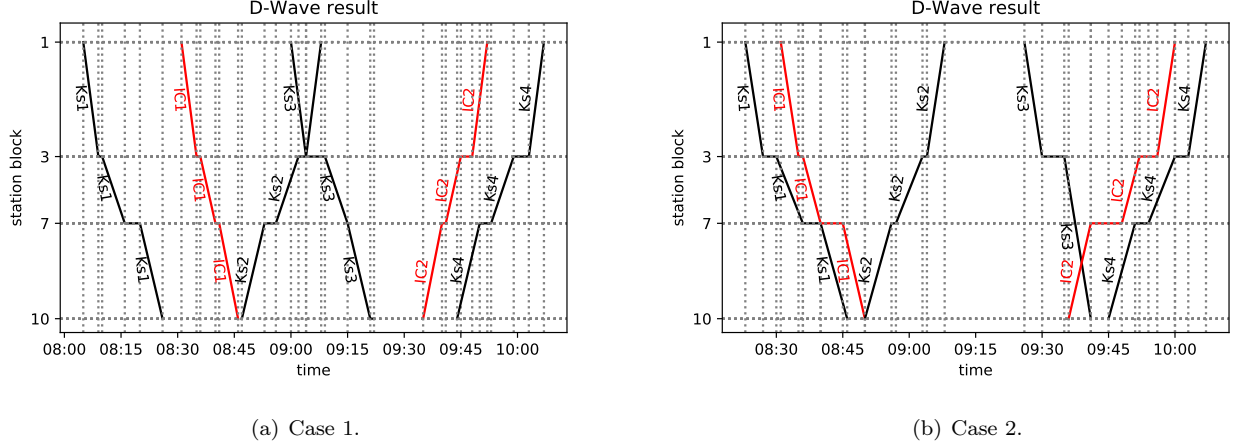 D-Wave result
1
3
7
10
station block
08:00
08:15
08:30
08:45
09:00
09:15
09:30
09:45
10:00
time
Ks1
Ks1
Ks1
IC1
IC1
IC1
Ks2
Ks2
Ks3
Ks3
Ks3
IC2
IC2
IC2
Ks4
Ks4
Ks4
(a) Case 1.
D-Wave result
1
3
7
10
station block
08:30
08:45
09:00
09:15
09:30
09:45
10:00
time
Ks1
Ks1
Ks1
IC1
IC1
IC1
Ks2
Ks2
Ks2
Ks3
Ks3
IC2
IC2
IC2
Ks4
Ks4
Ks4
(b) Case 2.